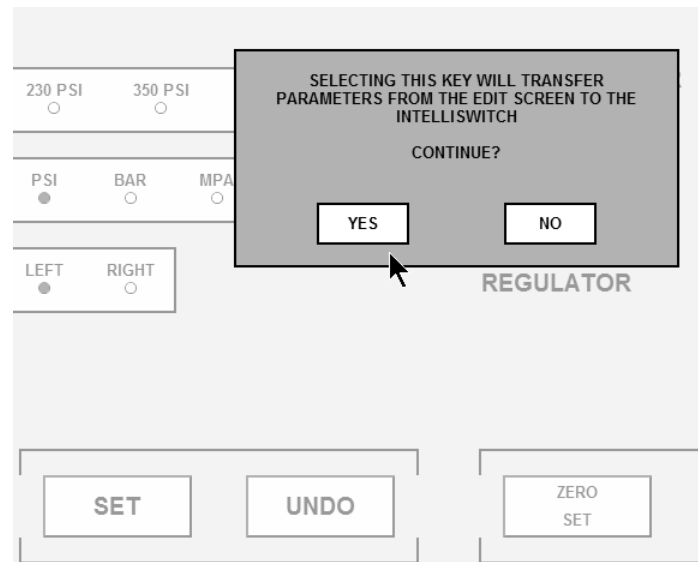 SELECTING THIS KEY WILL TRANSFER
PARAMETERS FROM THE EDIT SCREEN TO THE
INTELLISWITCH
CONTINUE?
YES NO
230 PSI 350 PSI
PSI BAR MPA
LEFT RIGHT
REGULATOR
SET UNDO
ZERO
SET